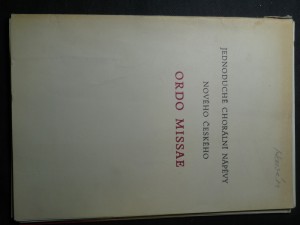 JEDNODUCHÉ CHORÁLNÍ NÁPĚVY
NOVÉHO ČESKÉHO
ORDO MISSAE